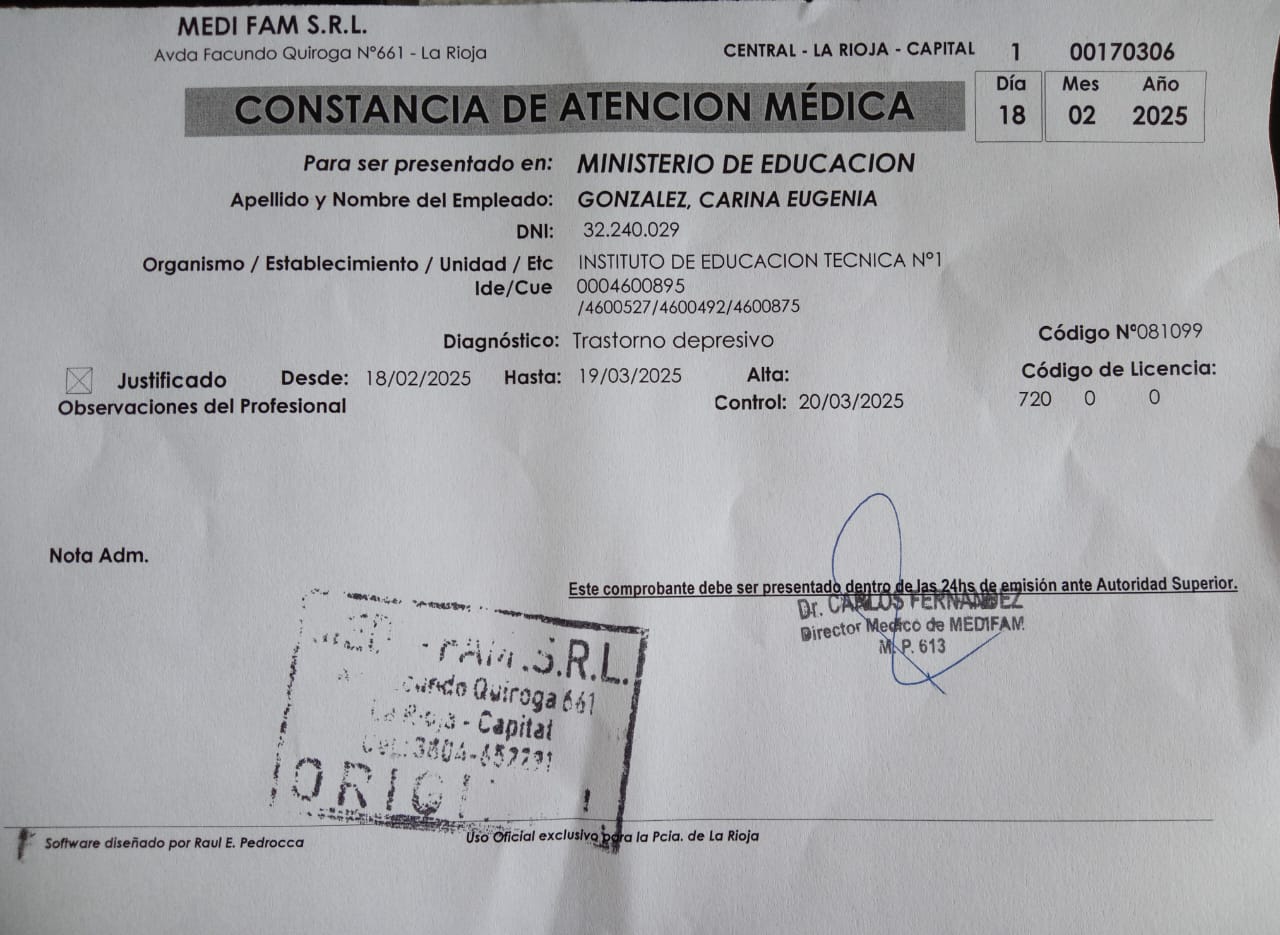 MEDI FAM S.R.L.
Avda Facundo Quiroga N°661 - La Rioja
CENTRAL - LA RIOJA - CAPITAL 1 00170306
CONSTANCIA DE ATENCION MÉDICA
Día Mes Año
18 02 2025
Para ser presentado en: MINISTERIO DE EDUCACION
Apellido y Nombre del Empleado: GONZALEZ, CARINA EUGENIA
DNI: 32.240.029
Organismo / Establecimiento / Unidad / Etc INSTITUTO DE EDUCACION TECNICA N°1
Ide/Cue 0004600895
/4600527/4600492/4600875
Diagnóstico: Trastorno depresivo
Código N°081099
Justificado Desde: 18/02/2025 Hasta: 19/03/2025 Alta:
Código de Licencia:
Observaciones del Profesional
Control: 20/03/2025
720 0 0
Nota Adm.
Este comprobante debe ser presentado dentro de las 24hs de emisión ante Autoridad Superior.
Dr. CARLOS FERNANDEZ
Director Medico de MEDIFAM
M. P. 613
S.R.L.
Quiroga 661
La Rioja - Capital
Software diseñado por Raul E. Pedrocca
Uso Oficial exclusivo para la Pcia. de La Rioja